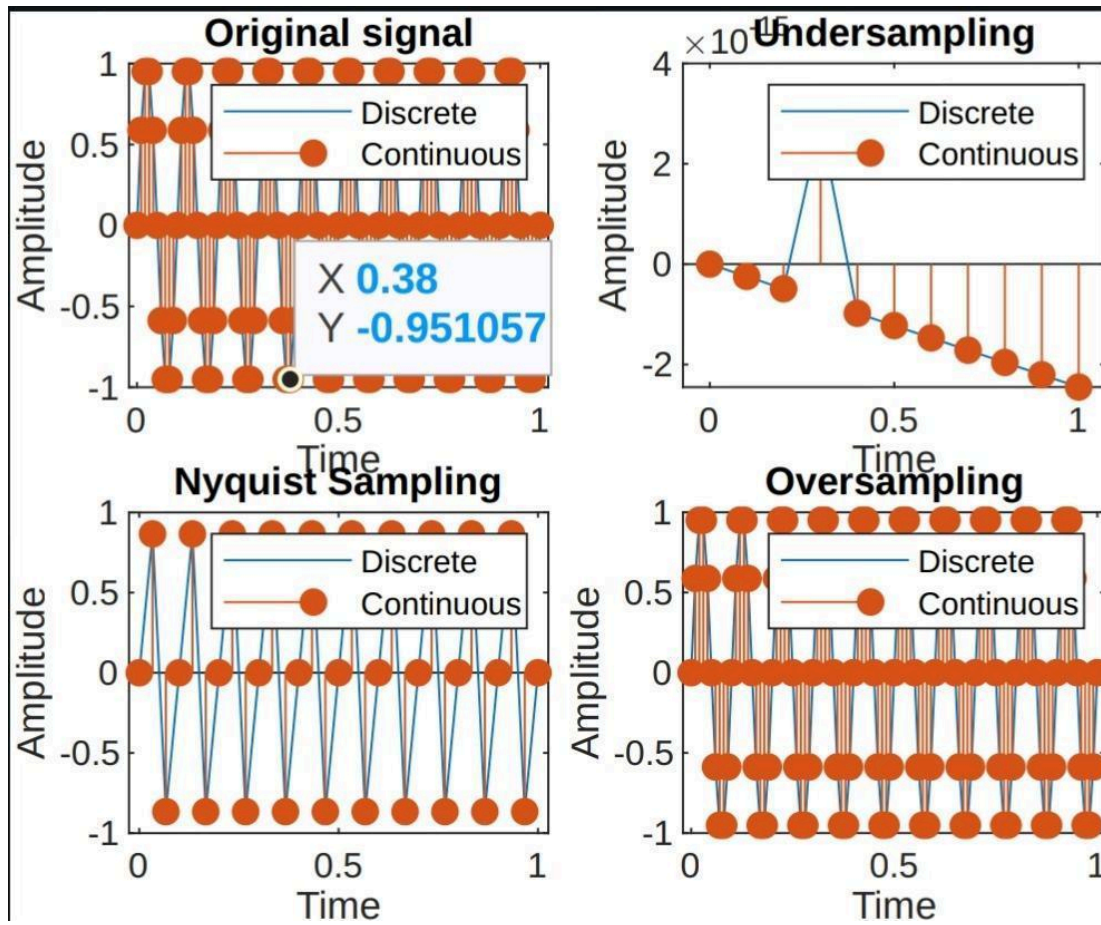 Original signal
1
0.5
0
-0.5
-1
Amplitude
Discrete
Continuous
X 0.38
Y -0.951057
0
0.5
1
Time
×10-15
Undersampling
4
2
0
-2
Amplitude
Discrete
Continuous
0
0.5
1
Time
Nyquist Sampling
1
0.5
0
-0.5
-1
Amplitude
Discrete
Continuous
0
0.5
1
Time
Oversampling
1
0.5
0
-0.5
-1
Amplitude
Discrete
Continuous
0
0.5
1
Time